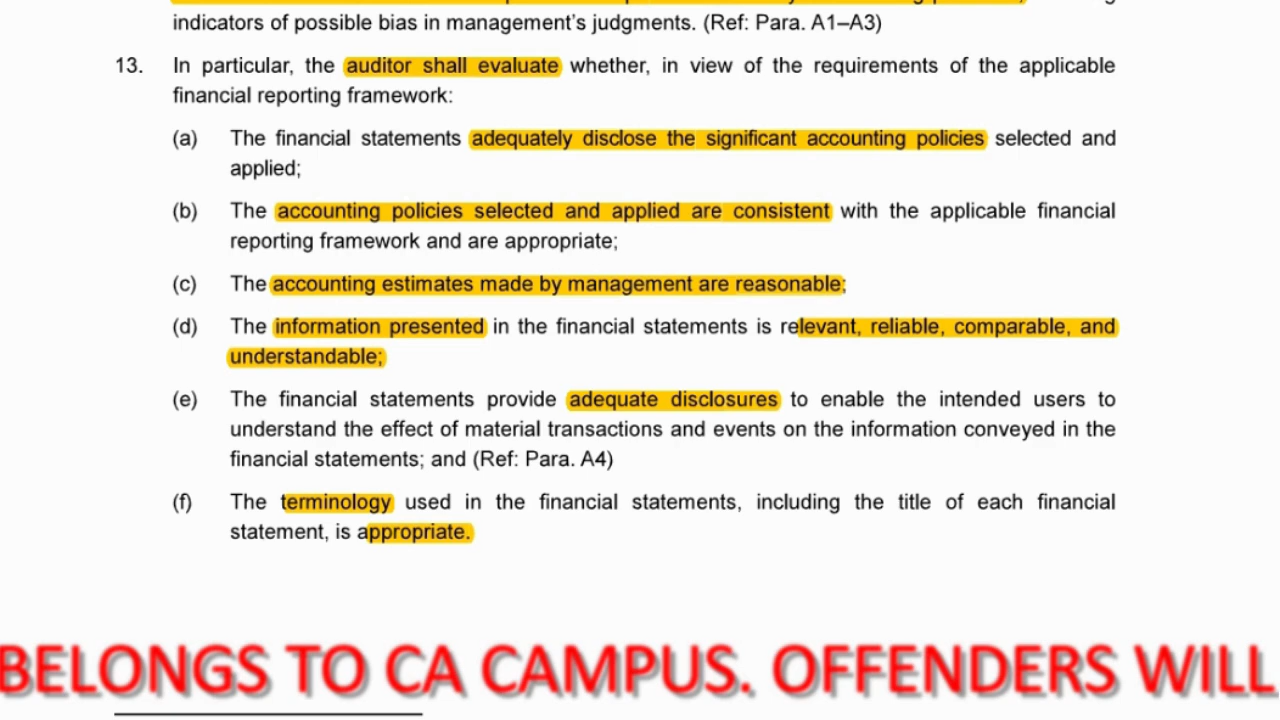 indicators of possible bias in management's judgments. (Ref: Para. A1–A3)
13. In particular, the auditor shall evaluate whether, in view of the requirements of the applicable
financial reporting framework:
(a) The financial statements adequately disclose the significant accounting policies selected and
applied;
(b) The accounting policies selected and applied are consistent with the applicable financial
reporting framework and are appropriate;
(c) The accounting estimates made by management are reasonable;
(d) The information presented in the financial statements is relevant, reliable, comparable, and
understandable;
(e) The financial statements provide adequate disclosures to enable the intended users to
understand the effect of material transactions and events on the information conveyed in the
financial statements; and (Ref: Para. A4)
(f) The terminology used in the financial statements, including the title of each financial
statement, is appropriate.
BELONGS TO CA CAMPUS. OFFENDERS WILL